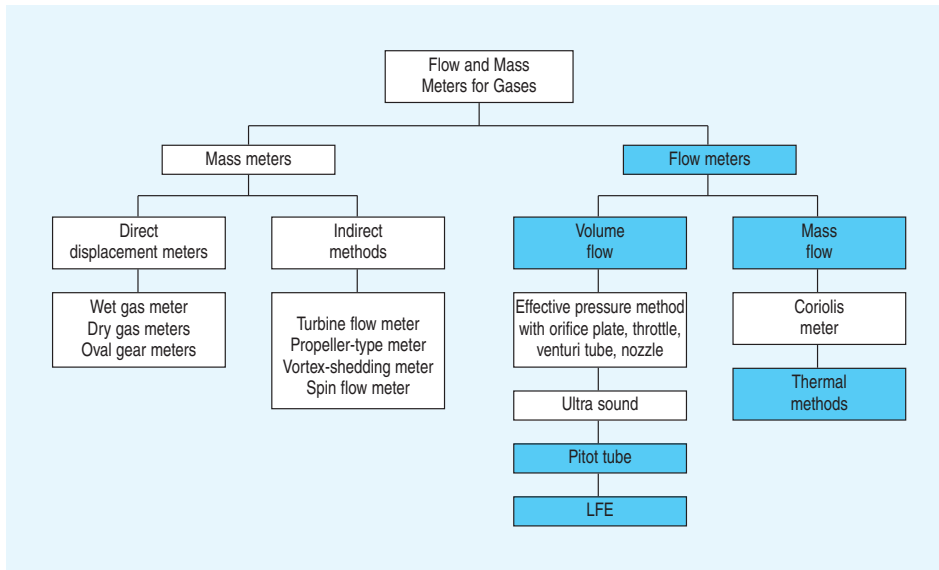 Flow and Mass
Meters for Gases
Mass meters
Flow meters
Direct
displacement meters
Indirect
methods
Volume
flow
Mass
flow
Wet gas meter
Dry gas meters
Oval gear meters
Turbine flow meter
Propeller-type meter
Vortex-shedding meter
Spin flow meter
Effective pressure method
with orifice plate, throttle,
venturi tube, nozzle
Coriolis
meter
Ultra sound
Thermal
methods
Pitot tube
LFE